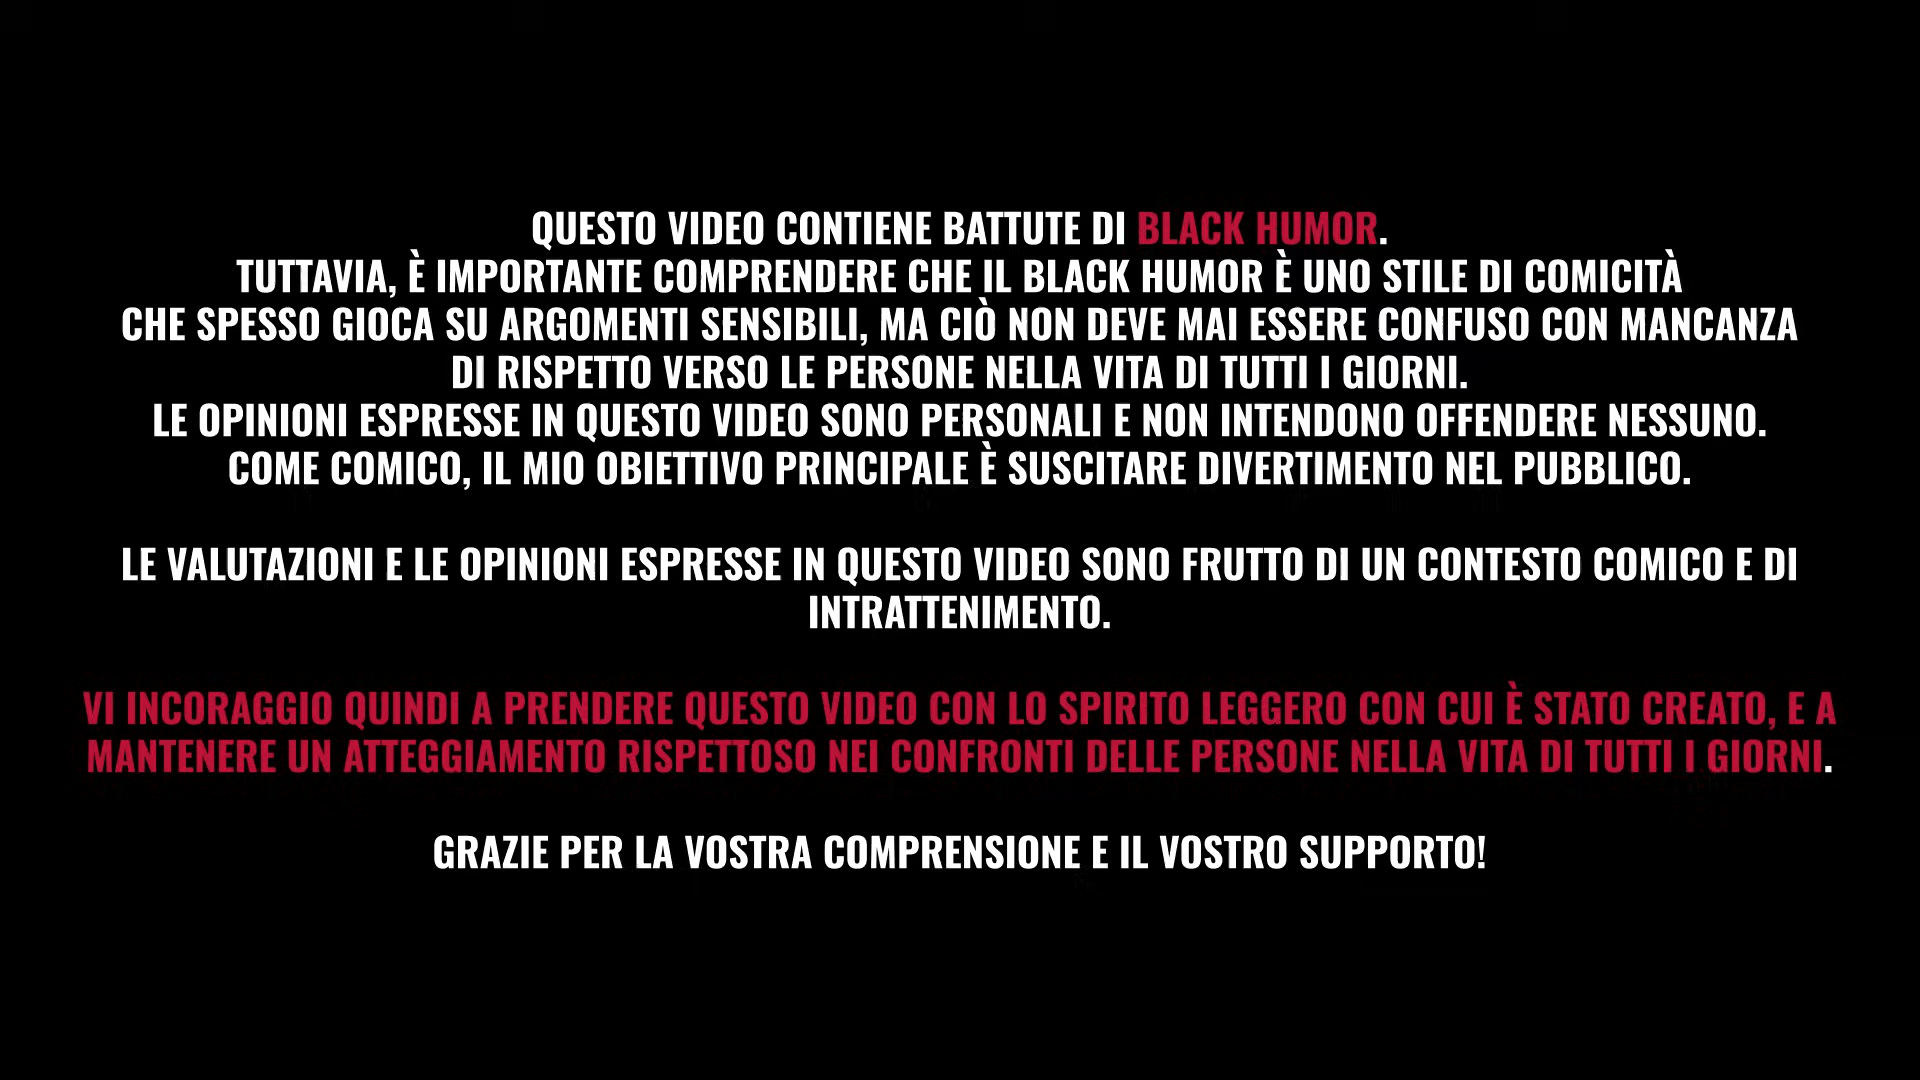 QUESTO VIDEO CONTIENE BATTUTE DI BLACK HUMOR.
TUTTAVIA, È IMPORTANTE COMPRENDERE CHE IL BLACK HUMOR È UNO STILE DI COMICITÀ
CHE SPESSO GIOCA SU ARGOMENTI SENSIBILI, MA CIÒ NON DEVE MAI ESSERE CONFUSO CON MANCANZA
DI RISPETTO VERSO LE PERSONE NELLA VITA DI TUTTI I GIORNI.
LE OPINIONI ESPRESSE IN QUESTO VIDEO SONO PERSONALI E NON INTENDONO OFFENDERE NESSUNO.
COME COMICO, IL MIO OBIETTIVO PRINCIPALE È SUSCITARE DIVERTIMENTO NEL PUBBLICO.
LE VALUTAZIONI E LE OPINIONI ESPRESSE IN QUESTO VIDEO SONO FRUTTO DI UN CONTESTO COMICO E DI
INTRATTENIMENTO.
VI INCORAGGIO QUINDI A PRENDERE QUESTO VIDEO CON LO SPIRITO LEGGERO CON CUI È STATO CREATO, E A
MANTENERE UN ATTEGGIAMENTO RISPETTOSO NEI CONFRONTI DELLE PERSONE NELLA VITA DI TUTTI I GIORNI.
GRAZIE PER LA VOSTRA COMPRENSIONE E IL VOSTRO SUPPORTO!